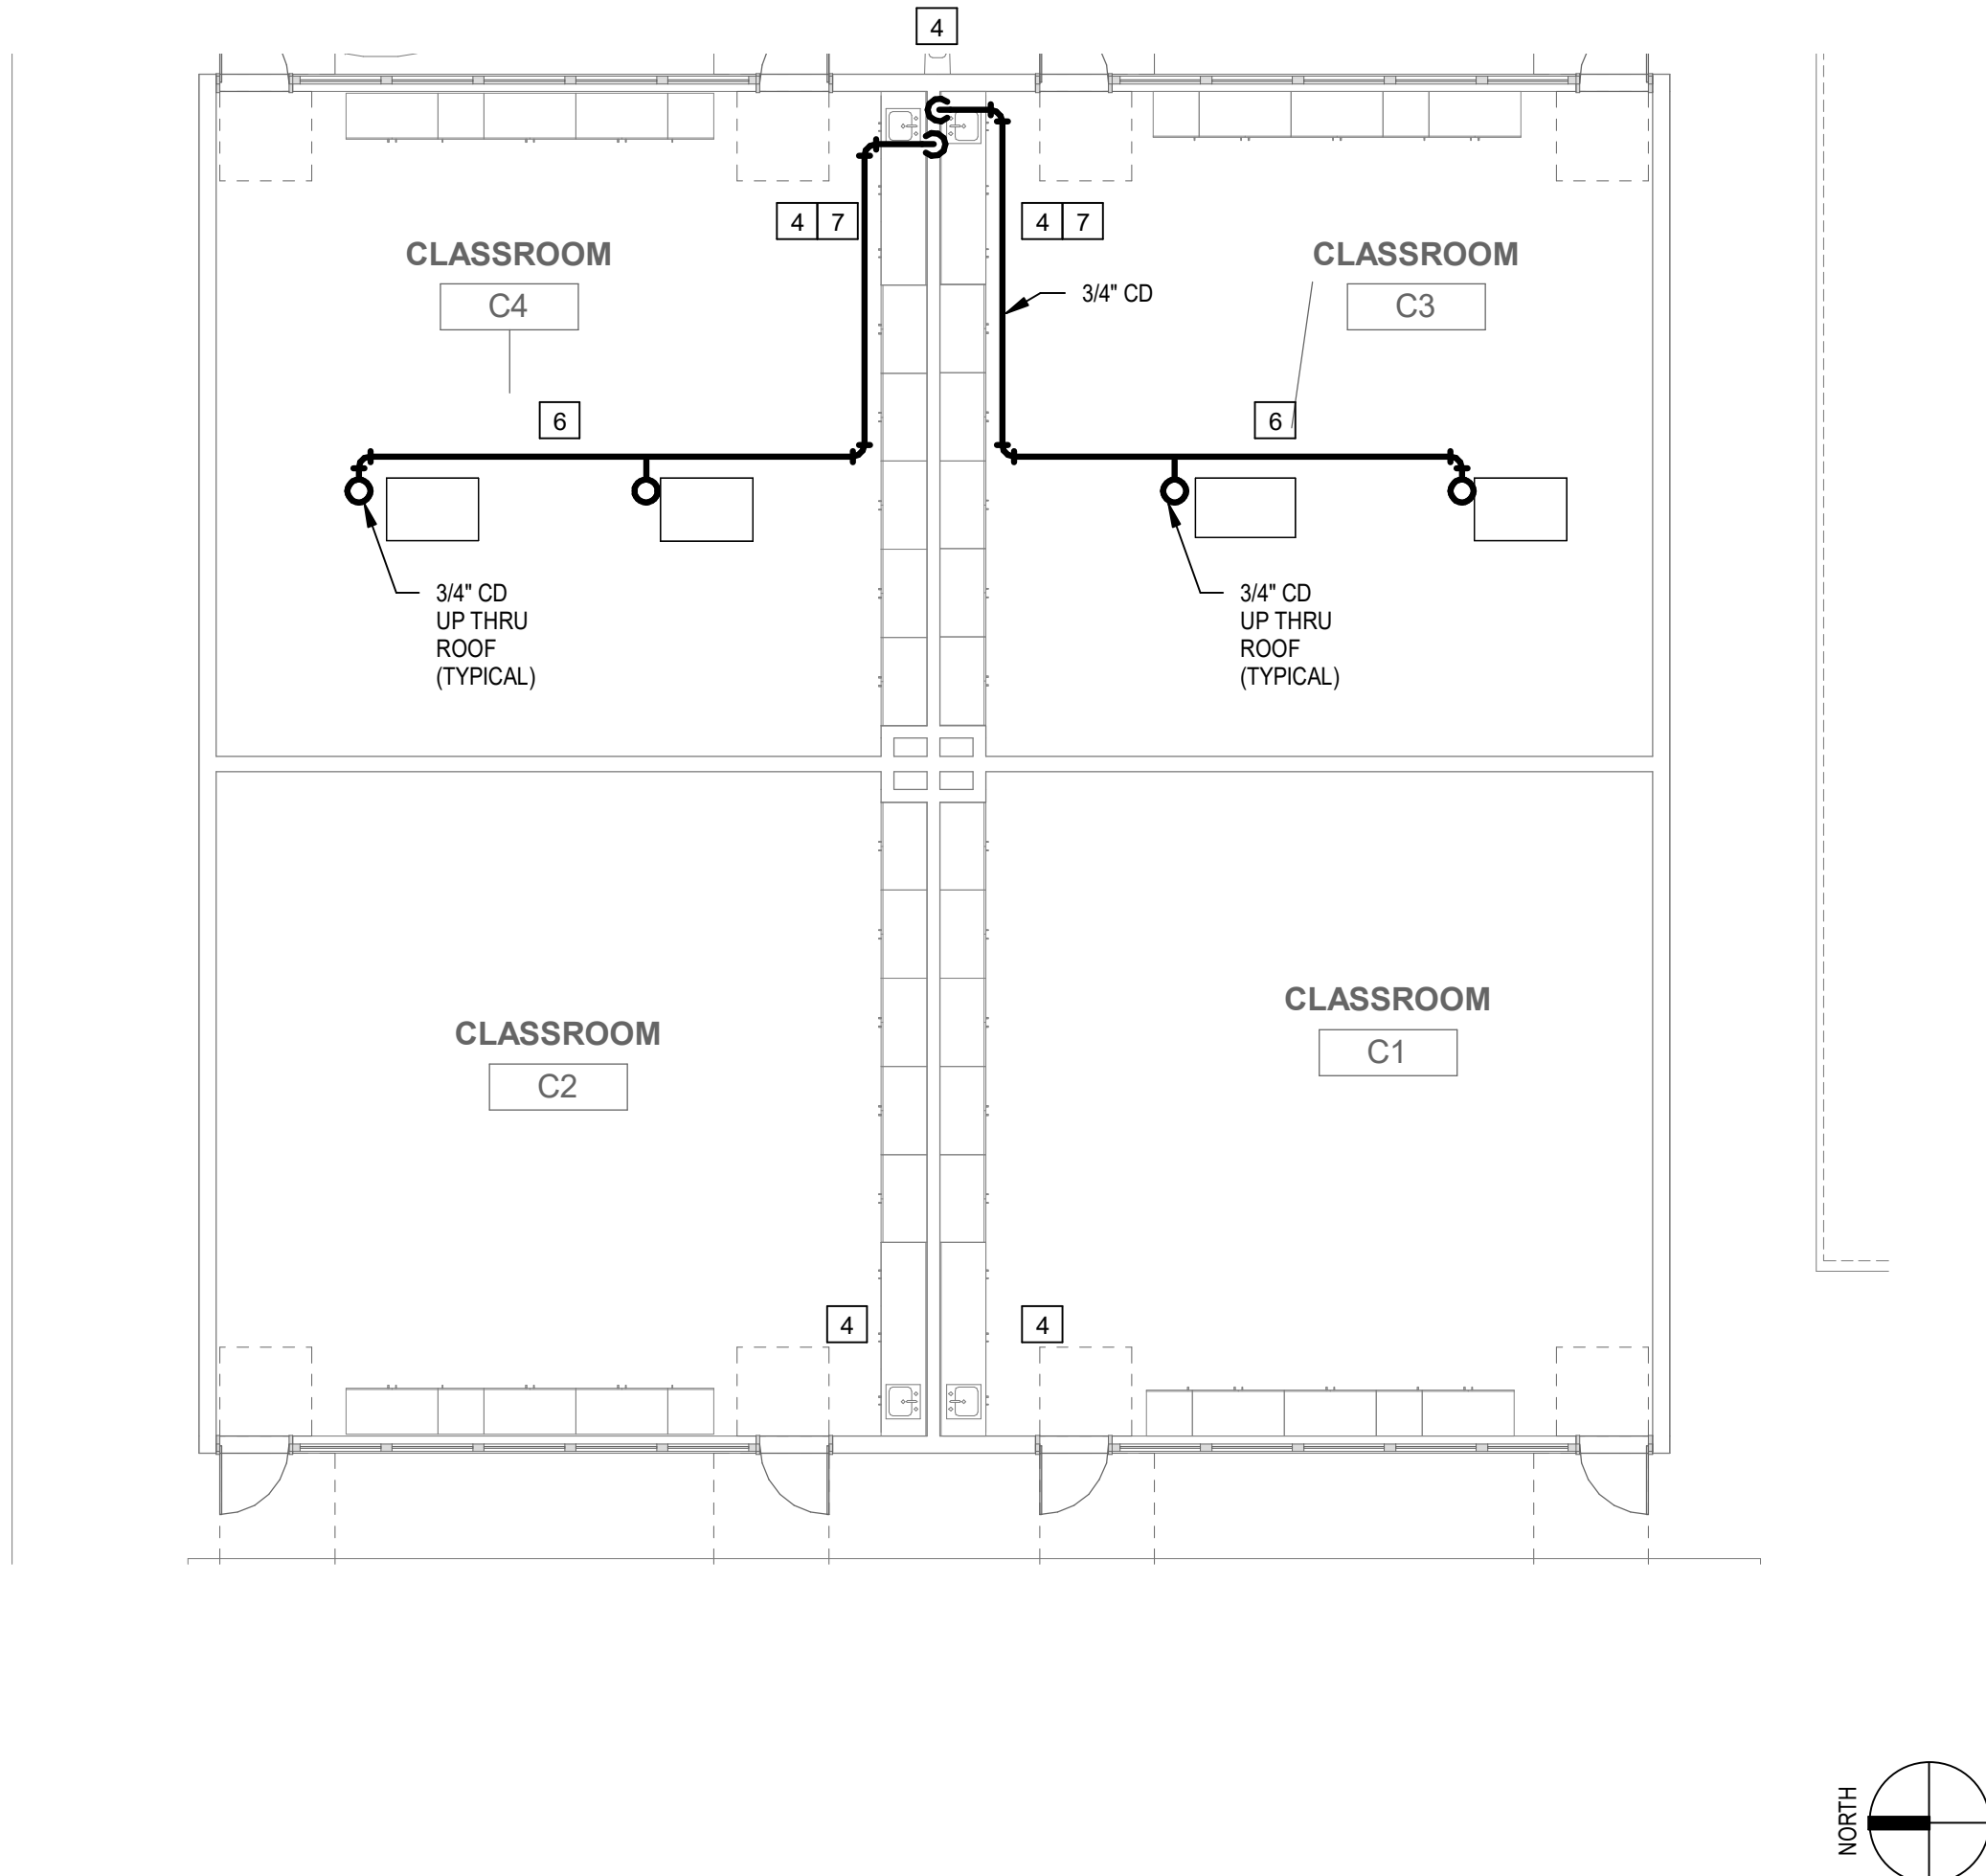 4
4 7
4 7
CLASSROOM
C4
CLASSROOM
C3
3/4" CD
6
6
3/4" CD
UP THRU
ROOF
(TYPICAL)
3/4" CD
UP THRU
ROOF
(TYPICAL)
CLASSROOM
C2
CLASSROOM
C1
4
4
NORTH